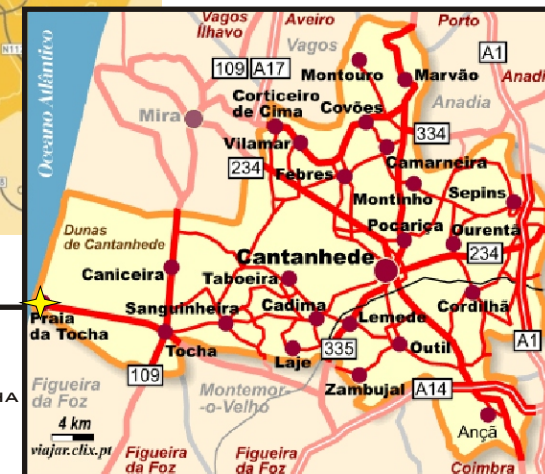 Vagos Aveiro Porto
Ílhavo
Vagos
A1
109 A17
Montouro Marvão
Anadi
Corticeiro
de Cima Covões
Anadia
Mira
334
Vilamar
234
Febres
Camarneira
Montinho
Sepins
Pocariça
Ourentã
Dunas
de Cantanhede
Cantanhede
234
Caniceira
Taboeira
Cordilhã
Sanguinheira Cadima
Lemede
Praia
da Tocha
Tocha
Laje
335
Outil
A1
109
Zambujal A14
Figueira
da Foz
Montemor-
-o-Velho
Ançã
4 km
viajar.clix.pt
Figueira
da Foz
Figueira
da Foz
Coimbra
Oceano Atlântico
N11
IA